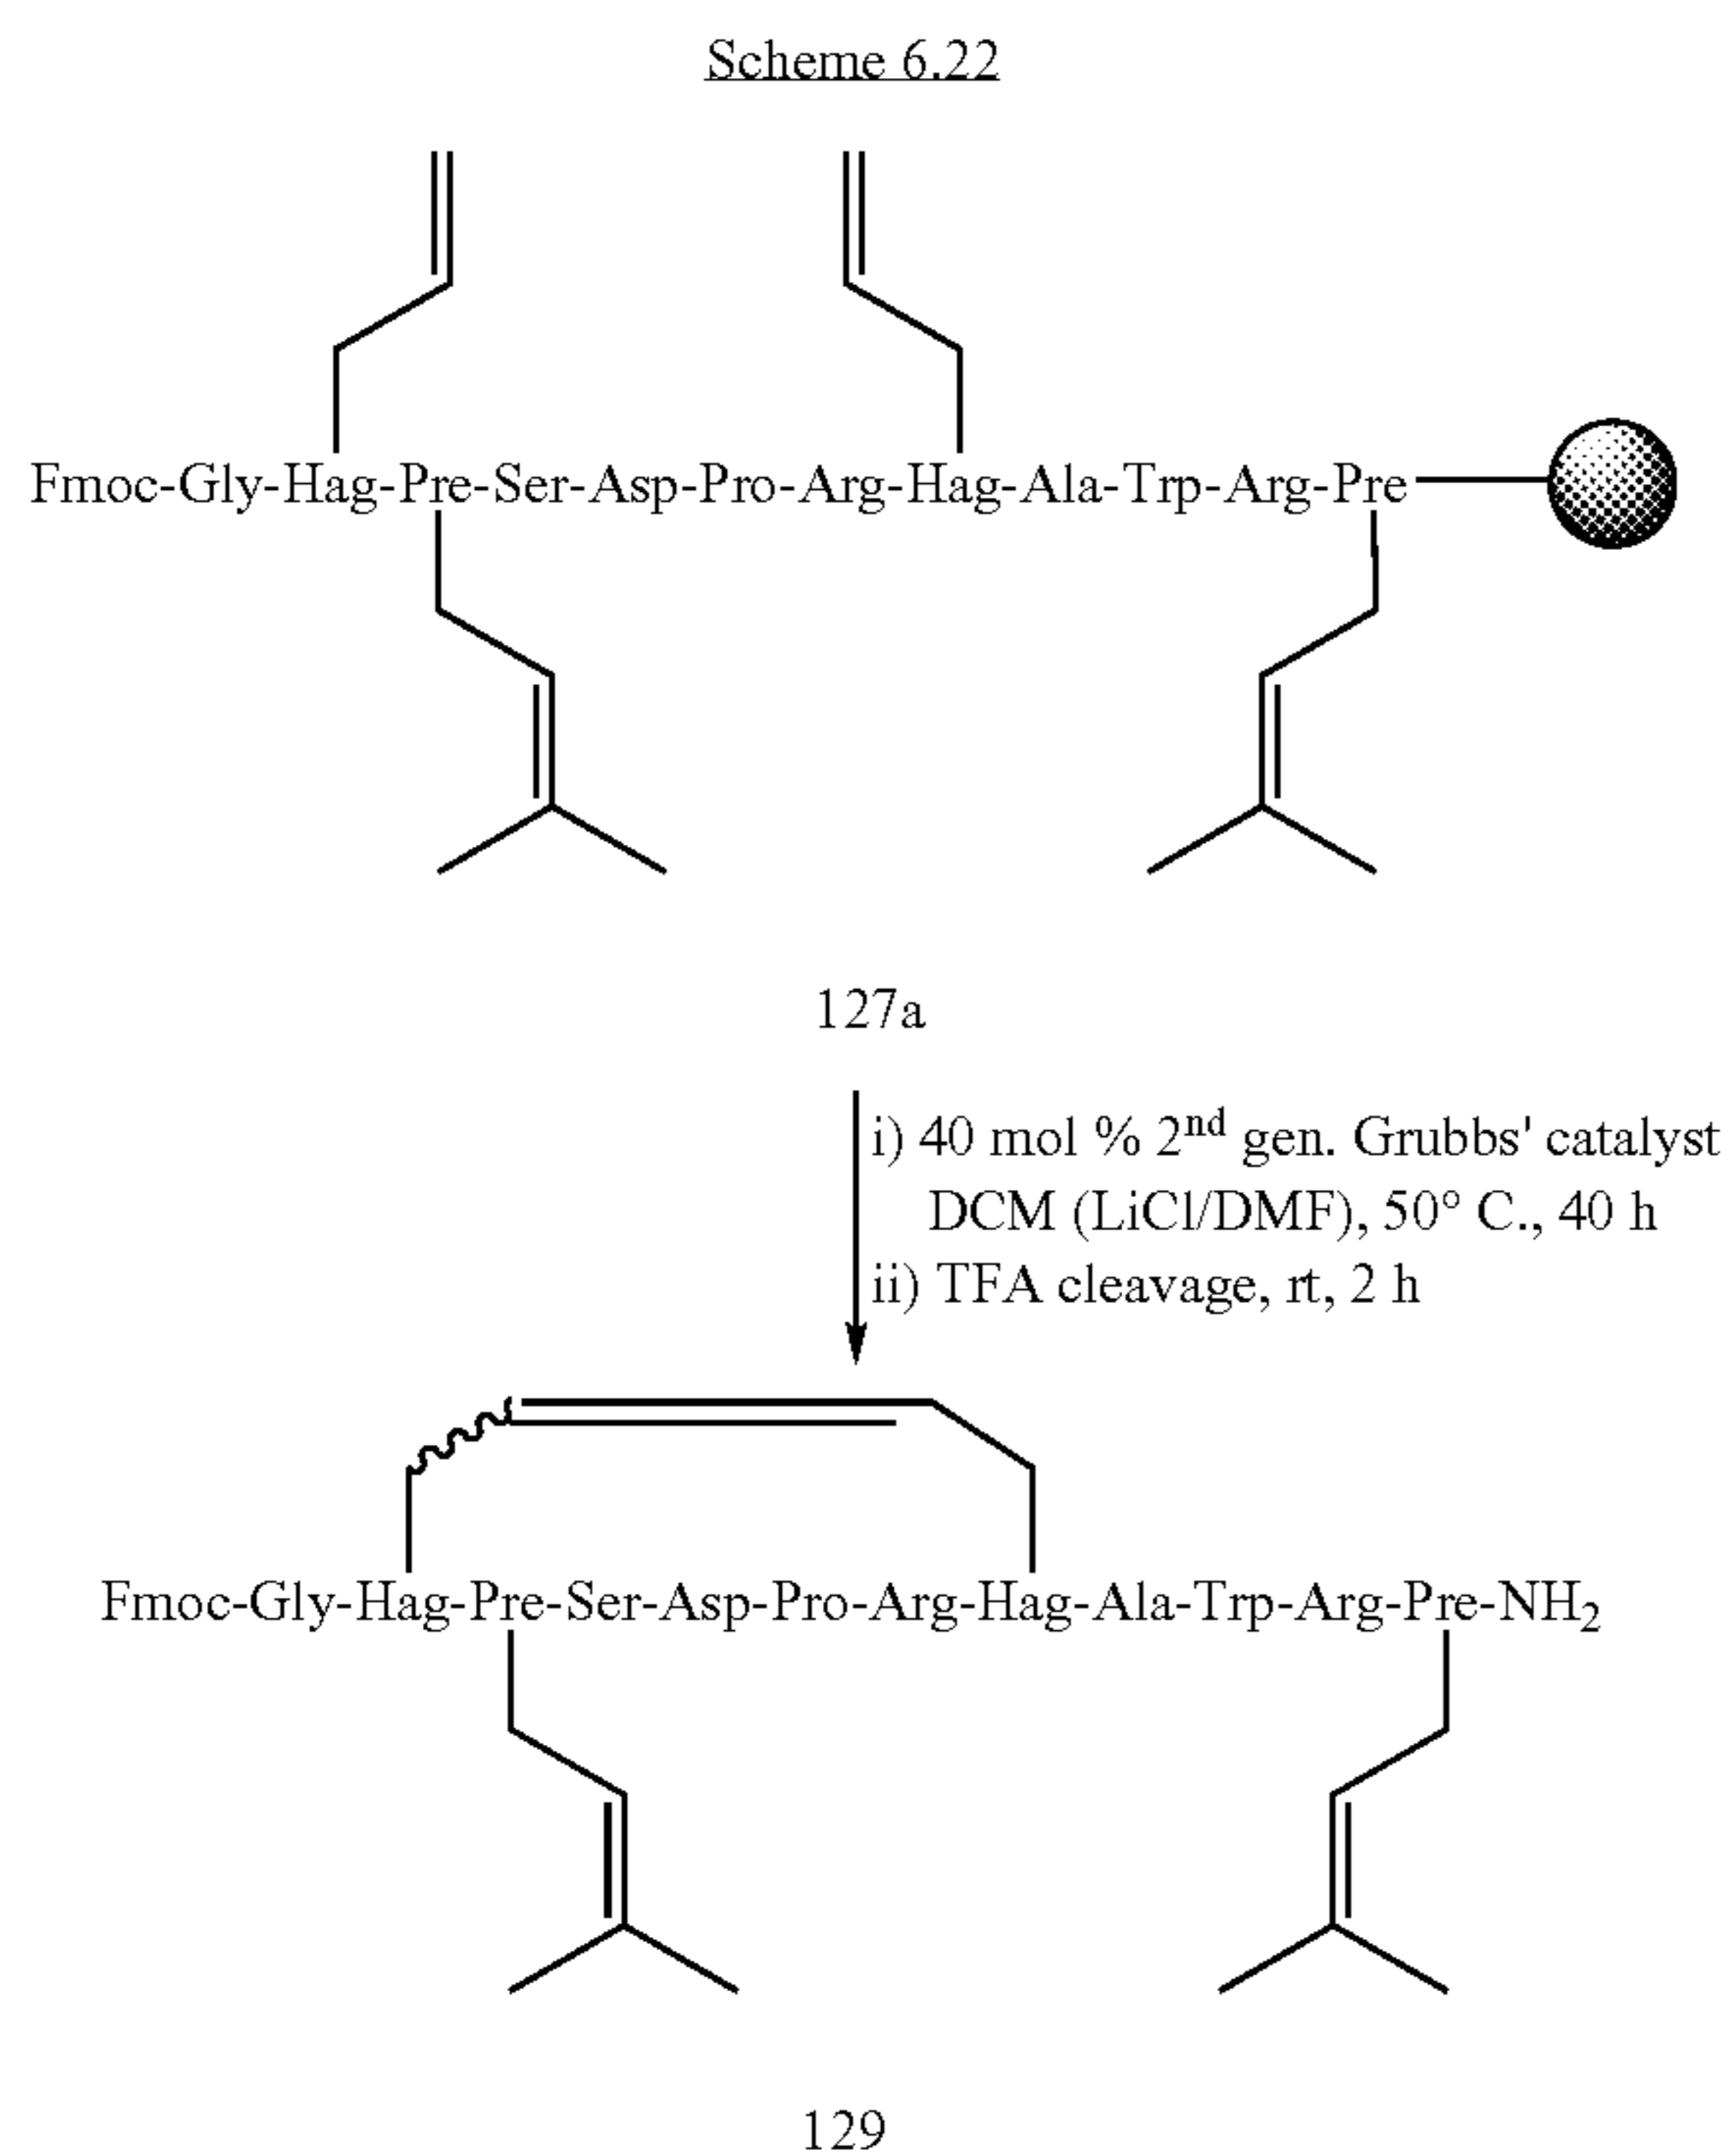 Scheme 6.22
Fmoc-Gly-Hag-Pre-Ser-Asp-Pro-Arg-Hag-Ala-Trp-Arg-Pre
127a
i) 40 mol % 2nd gen. Grubbs' catalyst
DCM (LiCl/DMF), 50° C., 40 h
ii) TFA cleavage, rt, 2 h
Fmoc-Gly-Hag-Pre-Ser-Asp-Pro-Arg-Hag-Ala-Trp-Arg-Pre-NH2
129